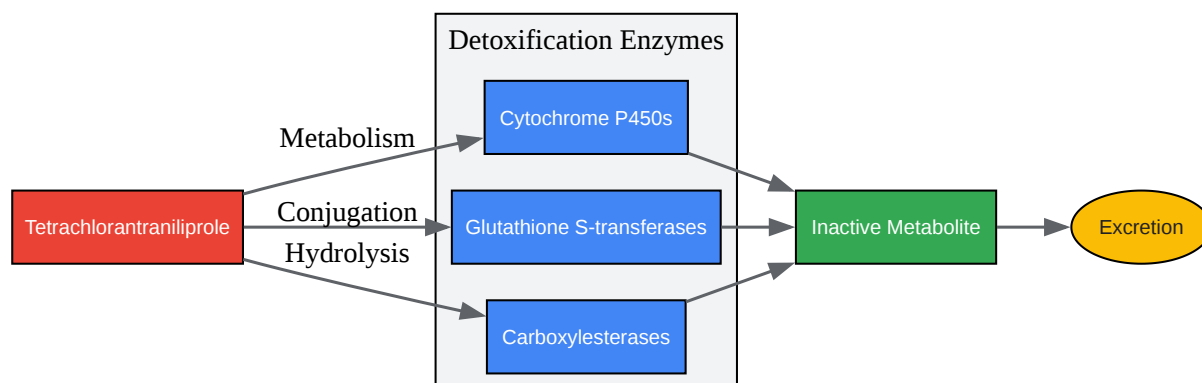 Detoxification Enzymes
Cytochrome P450s
Metabolism
Tetrachlorantraniliprole
Conjugation
Glutathione S-transferases
Inactive Metabolite
Excretion
Hydrolysis
Carboxylesterases